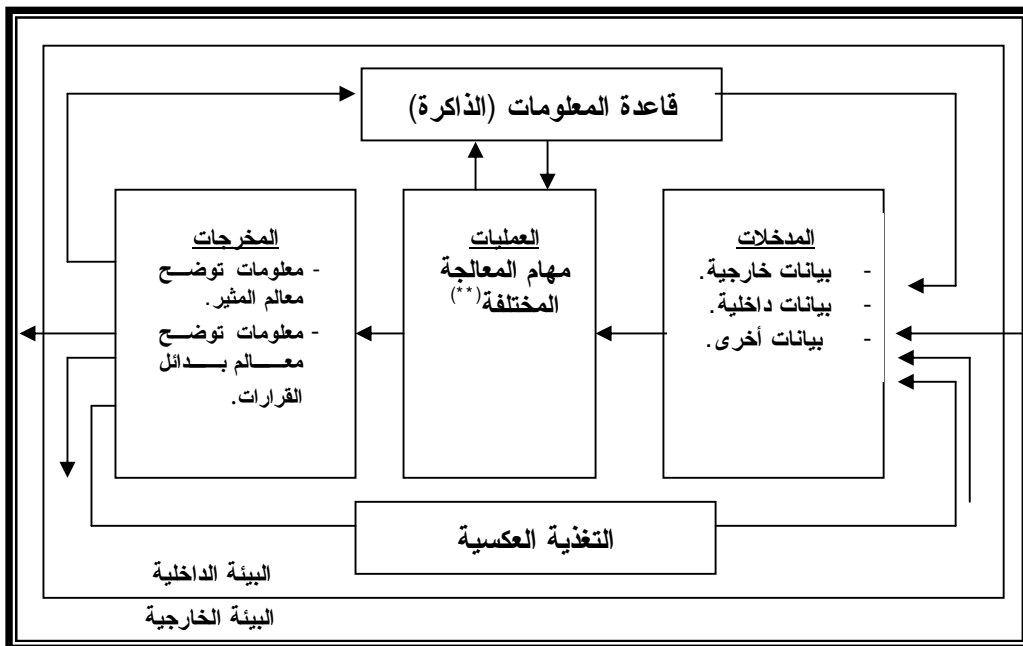 قاعدة المعلومات (الذاكرة)
المدخلات
- بيانات خارجية.
- بيانات داخلية.
- بيانات أخرى.
العمليات
مهام المعالجة
المختلفة(**)
المخرجات
- معلومات توضح
معالم المثير.
- معلومات توضح
معالم بدائل
القرارات.
التغذية العكسية
البيئة الداخلية
البيئة الخارجية